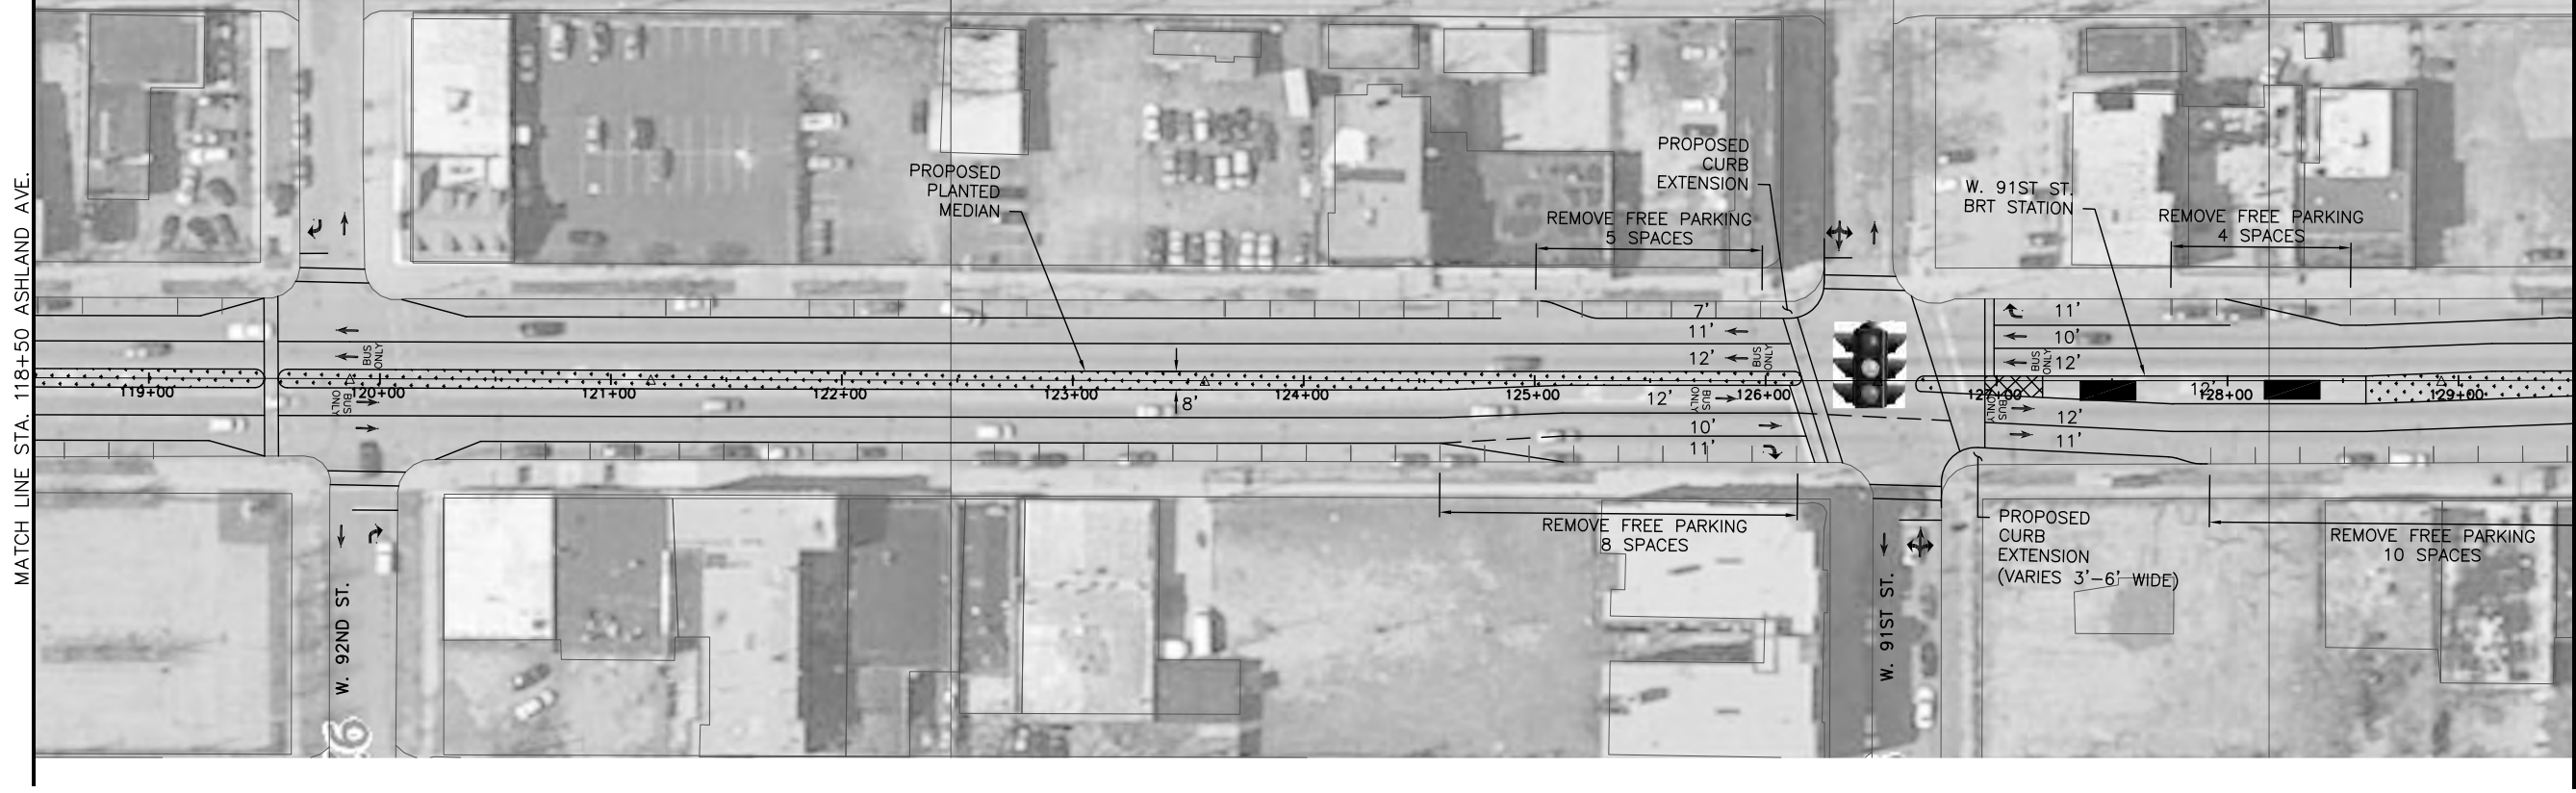 MATCH LINE STA. 118+50 ASHLAND AVE.
PROPOSED
PLANTED
MEDIAN
PROPOSED
CURB
EXTENSION
REMOVE FREE PARKING
5 SPACES
W. 91ST ST.
BRT STATION
REMOVE FREE PARKING
4 SPACES
7'
11'
12'
11'
10'
12'
BUS
ONLY
BUS
ONLY
BUS
ONLY
119+00
120+00
121+00
122+00
123+00
124+00
125+00
126+00
127+00
128+00
129+00
12'
8'
BUS
ONLY
12'
BUS
ONLY
BUS
ONLY
10'
11'
12'
11'
REMOVE FREE PARKING
8 SPACES
PROPOSED
CURB
EXTENSION
(VARIES 3'-6' WIDE)
REMOVE FREE PARKING
10 SPACES
W. 92ND ST.
W. 91ST ST.